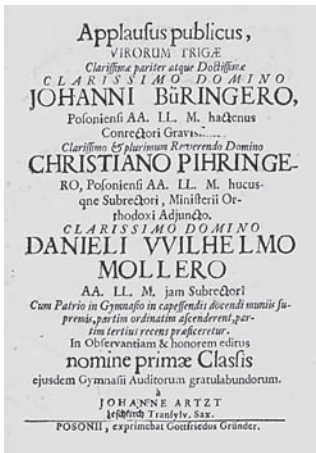 Applauſus publicus,
VIRORUM TRIGÆ
Clariſſimæ pariter atque Doctiſſimæ
CLARISSIMO DOMINO
JOHANNI BüRINGERO,
Poſonienſi AA. LL. M. hactenus
Conrectori
Clariſſimo & plurimum Reverendo Domino
CHRISTIANO PIHRINGE-
RO, Poſonienſi AA. LL. M. hucus-
qne Subrectori, Miniſterii Or-
thodoxi Adjuncto.
CLARISSIMO DOMINO
DANIELI VVILHELMO
MOLLERO
AA. LL. M. jam Subrectori
Cum Patrio in Gymnaſio in capeſſendis docendi muniis ſu-
premis, partim ordinatim aſcenderent, par-
tim tertius recens præficeretur.
In Obſervantiam & honorem editus
nomine primæ Claſſis
ejusdem Gymnaſii Auditorum gratulabundorum.
à
JOHANNE ARTZT
Tranſylv. Sax.
POSONII, exprimebat Gottfriedus Gründer.